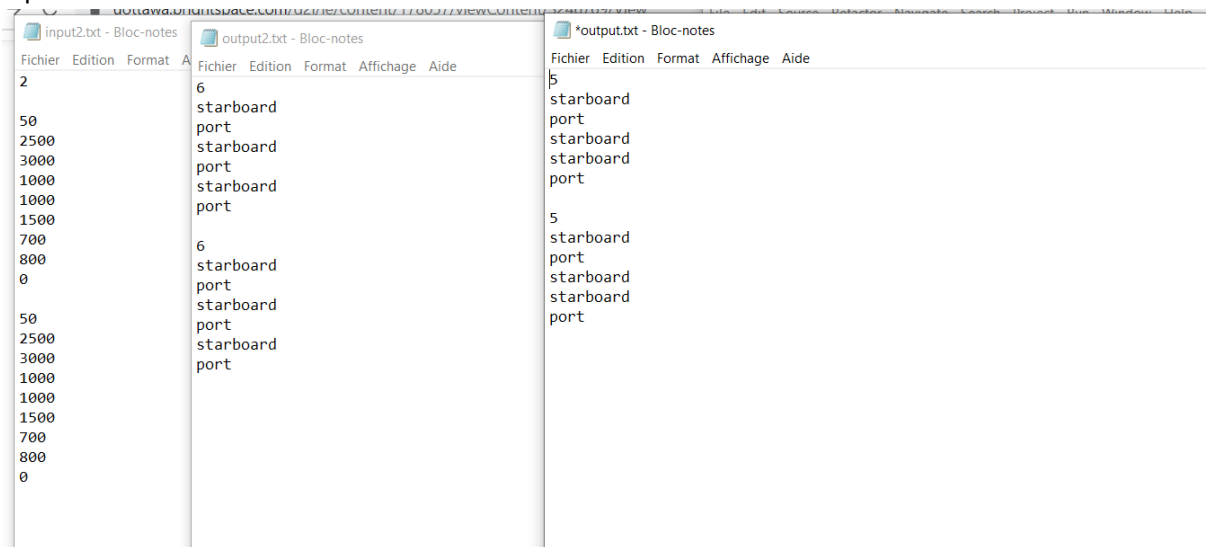 input2.txt - Bloc-notes
Fichier Edition Format A
2

50
2500
3000
1000
1000
1500
700
800
0

50
2500
3000
1000
1000
1500
700
800
0
output2.txt - Bloc-notes
Fichier Edition Format Affichage Aide
6
starboard
port
starboard
port
starboard
port

6
starboard
port
starboard
port
starboard
port
*output.txt - Bloc-notes
Fichier Edition Format Affichage Aide
5
starboard
port
starboard
starboard
port

5
starboard
port
starboard
starboard
port